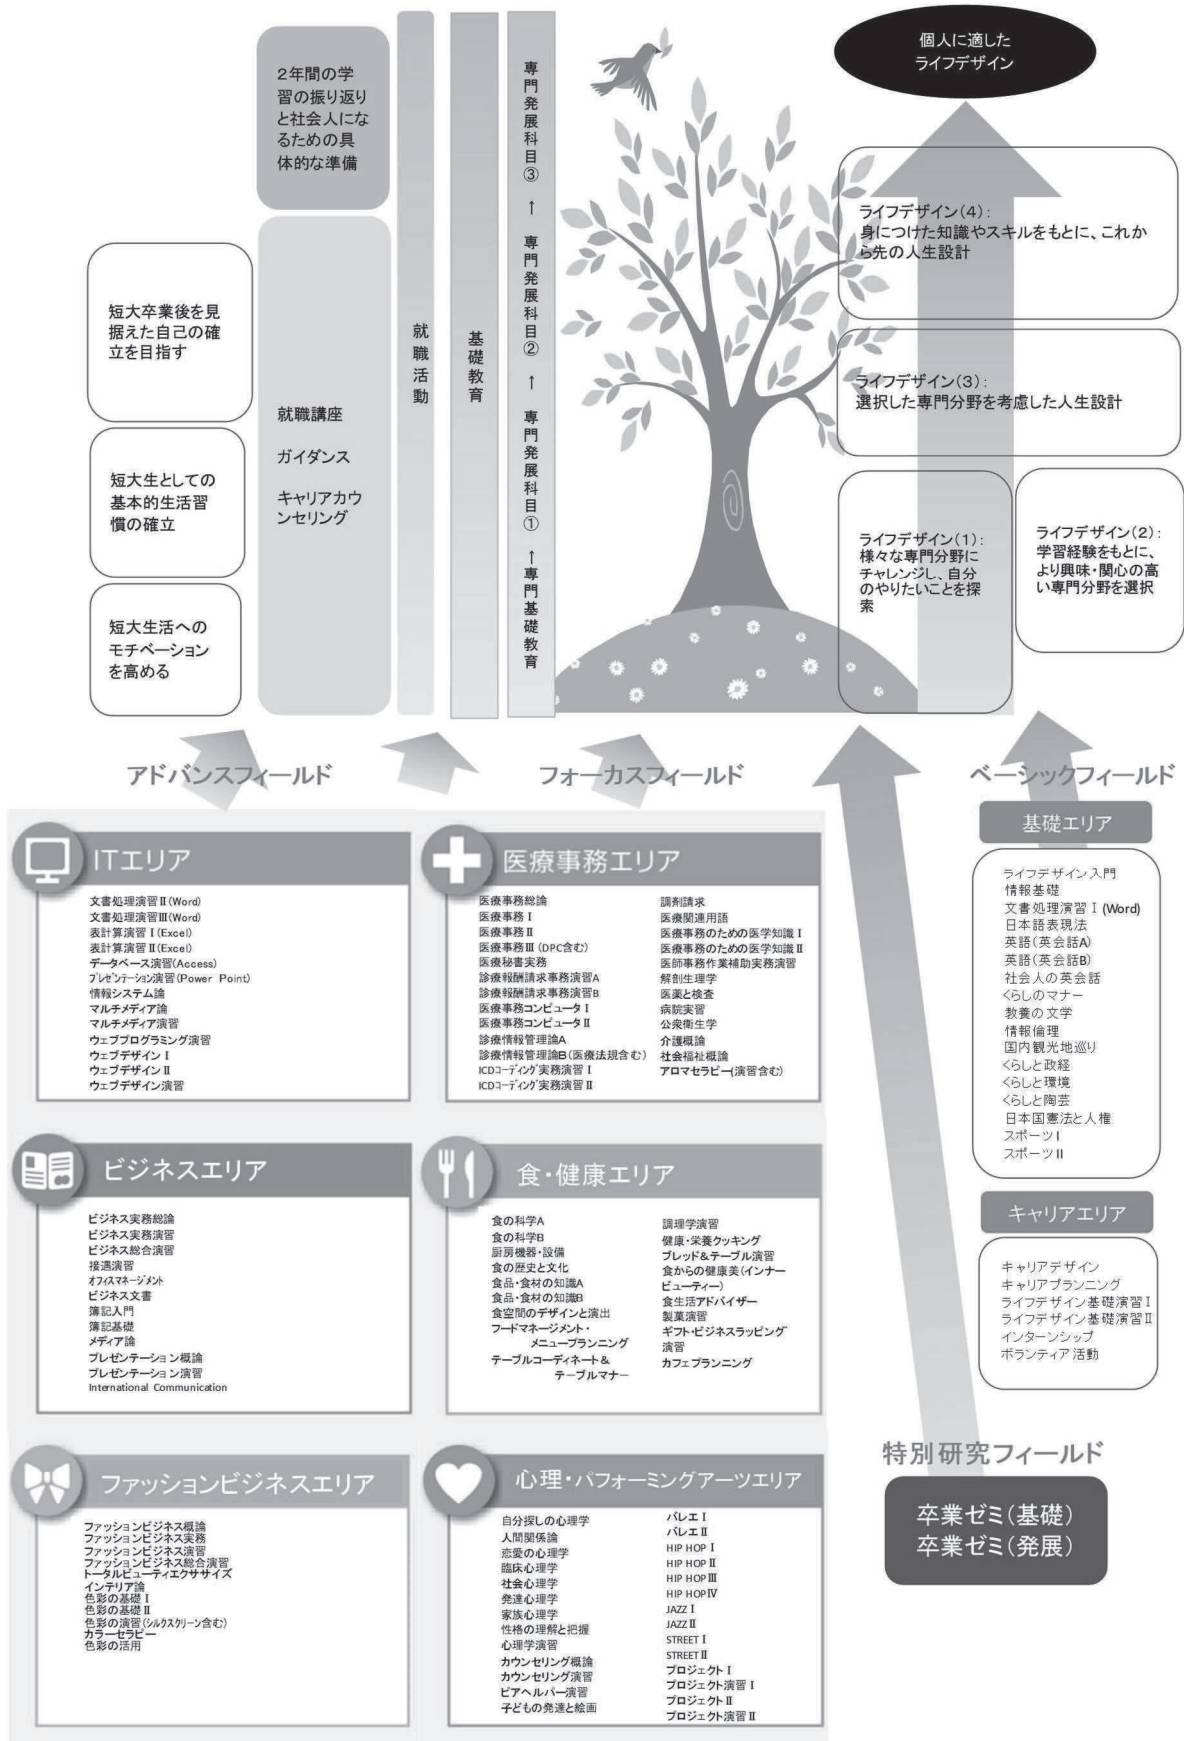 個人に適した
ライフデザイン
2年間の学
習の振り返り
と社会人にな
るための具
体的な準備
短大卒業後を見
据えた自己の確
立を目指す
短大生としての
基本的生活習
慣の確立
短大生活への
モチベーション
を高める
就職講座
ガイダンス
キャリアカウ
ンセリング
就職活動
基礎教育
専門発展科目③ ↑ 専門発展科目② ↑ 専門発展科目① ↑専門基礎教育
ライフデザイン(4):
身につけた知識やスキルをもとに、これか
ら先の人生設計
ライフデザイン(3):
選択した専門分野を考慮した人生設計
ライフデザイン(1):
様々な専門分野に
チャレンジし、自分
のやりたいことを探
索
ライフデザイン(2):
学習経験をもとに、
より興味・関心の高
い専門分野を選択
アドバンスフィールド
フォーカスフィールド
ベーシックフィールド
ITエリア
文書処理演習Ⅱ(Word)
文書処理演習Ⅲ(Word)
表計算演習Ⅰ(Excel)
表計算演習Ⅱ(Excel)
データベース演習(Access)
プレゼンテーション演習(Power Point)
情報システム論
マルチメディア論
マルチメディア演習
ウェブプログラミング演習
ウェブデザインⅠ
ウェブデザインⅡ
ウェブデザイン演習
医療事務エリア
医療事務総論
医療事務Ⅰ
医療事務Ⅱ
医療事務Ⅲ(DPC含む)
医療秘書実務
診療報酬請求事務演習A
診療報酬請求事務演習B
医療事務コンピュータⅠ
医療事務コンピュータⅡ
診療情報管理論A
診療情報管理論B(医療法規含む)
ICDコーディング実務演習Ⅰ
ICDコーディング実務演習Ⅱ
調剤請求
医療関連用語
医療事務のための医学知識Ⅰ
医療事務のための医学知識Ⅱ
医師事務作業補助実務演習
解剖生理学
医薬と検査
病院実習
公衆衛生学
介護概論
社会福祉概論
アロマセラピー(演習含む)
ビジネスエリア
ビジネス実務総論
ビジネス実務演習
ビジネス総合演習
接遇演習
オフィスマネージメント
ビジネス文書
簿記入門
簿記基礎
メディア論
プレゼンテーション概論
プレゼンテーション演習
International Communication
食・健康エリア
食の科学A
食の科学B
厨房機器・設備
食の歴史と文化
食品・食材の知識A
食品・食材の知識B
食空間のデザインと演出
フードマネージメント・
メニュープランニング
テーブルコーディネート＆
テーブルマナー
調理学演習
健康・栄養クッキング
ブレッド&テーブル演習
食からの健康美(インナー
ビューティー)
食生活アドバイザー
製菓演習
ギフト・ビジネスラッピング
演習
カフェプランニング
ファッションビジネスエリア
ファッションビジネス概論
ファッションビジネス実務
ファッションビジネス演習
ファッションビジネス総合演習
トータルビューティエクササイズ
インテリア論
色彩の基礎Ⅰ
色彩の基礎Ⅱ
色彩の演習(シルクスクリーン含む)
カラーセラピー
色彩の活用
心理・パフォーミングアーツエリア
自分探しの心理学
人間関係論
恋愛の心理学
臨床心理学
社会心理学
発達心理学
家族心理学
性格の理解と把握
心理学演習
カウンセリング概論
カウンセリング演習
ピアヘルパー演習
子どもの発達と絵画
バレエⅠ
バレエⅡ
HIP HOPⅠ
HIP HOPⅡ
HIP HOPⅢ
HIP HOPⅣ
JAZZⅠ
JAZZⅡ
STREETⅠ
STREETⅡ
プロジェクトⅠ
プロジェクト演習Ⅰ
プロジェクトⅡ
プロジェクト演習Ⅱ
基礎エリア
ライフデザイン入門
情報基礎
文書処理演習Ⅰ(Word)
日本語表現法
英語(英会話A)
英語(英会話B)
社会人の英会話
くらしのマナー
教養の文学
情報倫理
国内観光地巡り
くらしと政経
くらしと環境
くらしと陶芸
日本国憲法と人権
スポーツⅠ
スポーツⅡ
キャリアエリア
キャリアデザイン
キャリアプランニング
ライフデザイン基礎演習Ⅰ
ライフデザイン基礎演習Ⅱ
インターンシップ
ボランティア活動
特別研究フィールド
卒業ゼミ(基礎)
卒業ゼミ(発展)